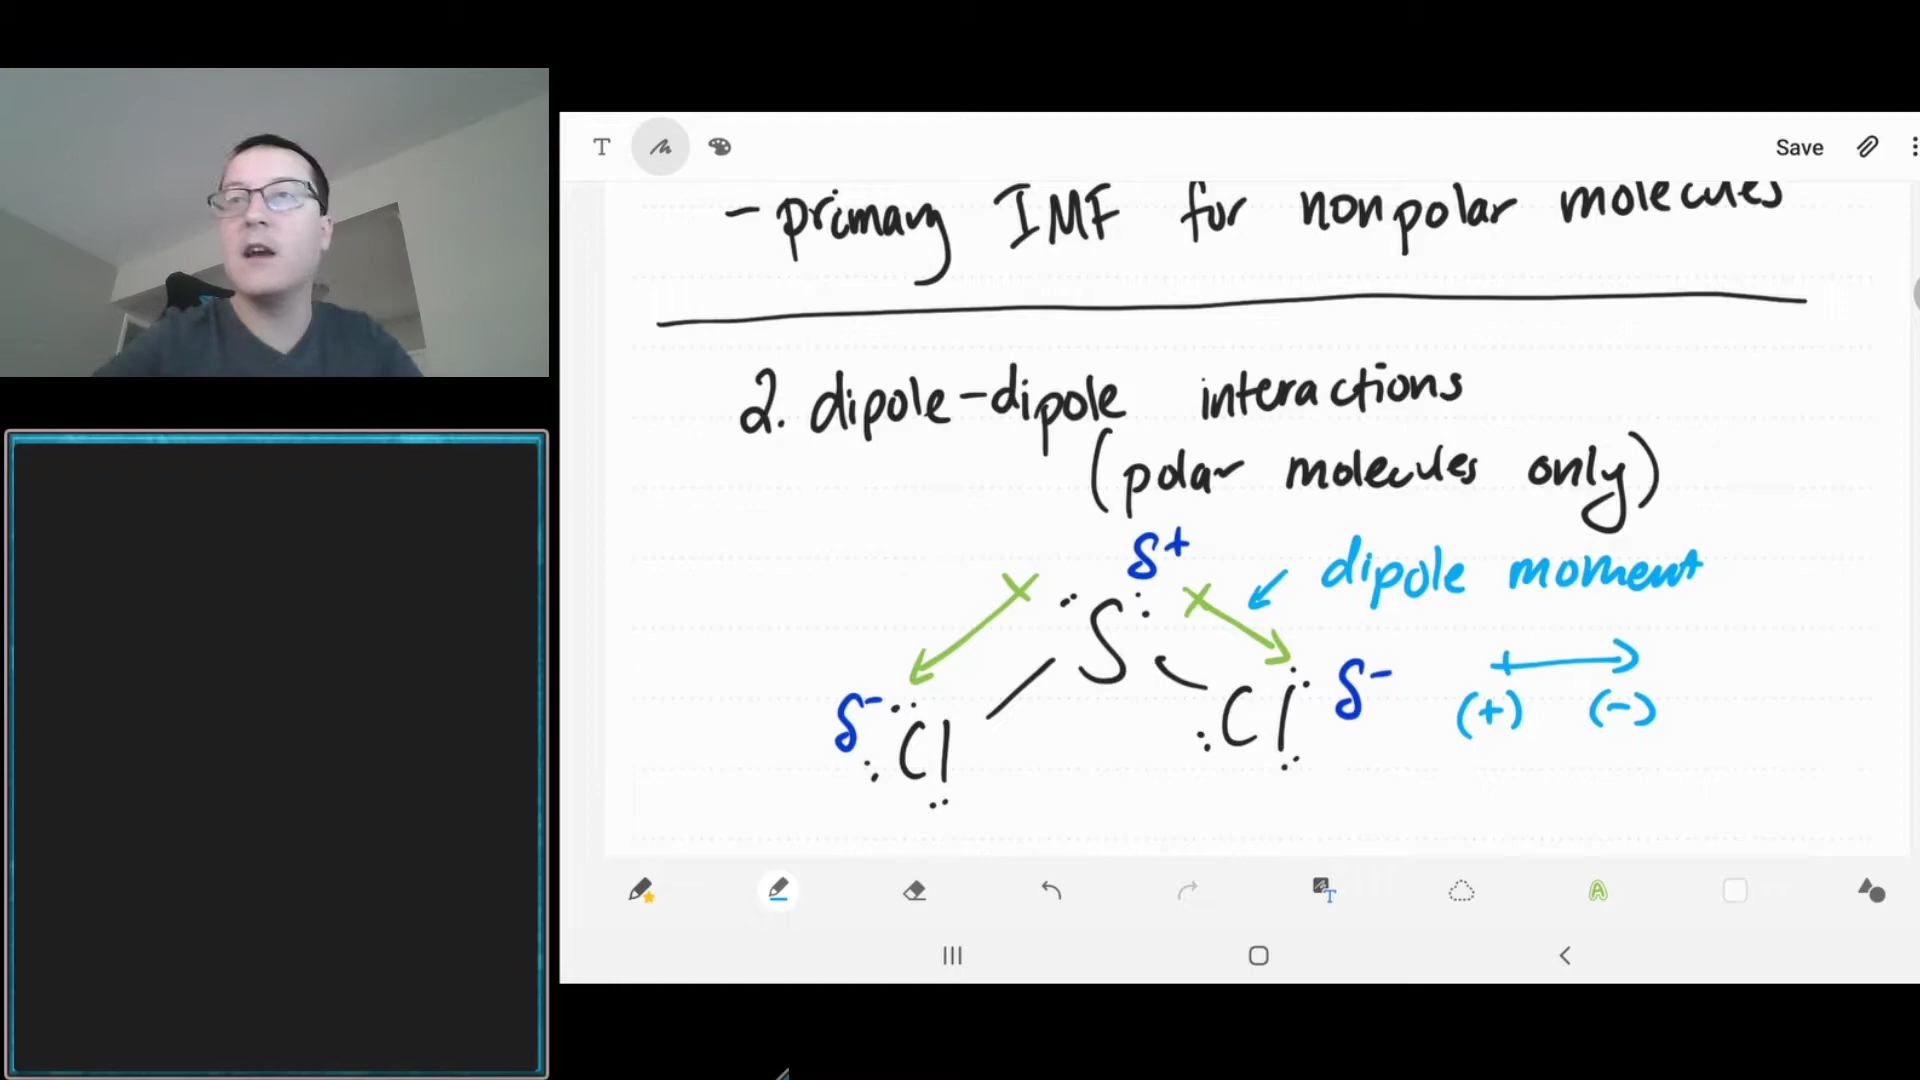 T
Save
- primary IMF for nonpolar molecules
2. dipole-dipole interactions
(polar molecules only)
δ+
dipole moment
S
δ-
Cl
Cl
δ-
(+) (-)
T
A